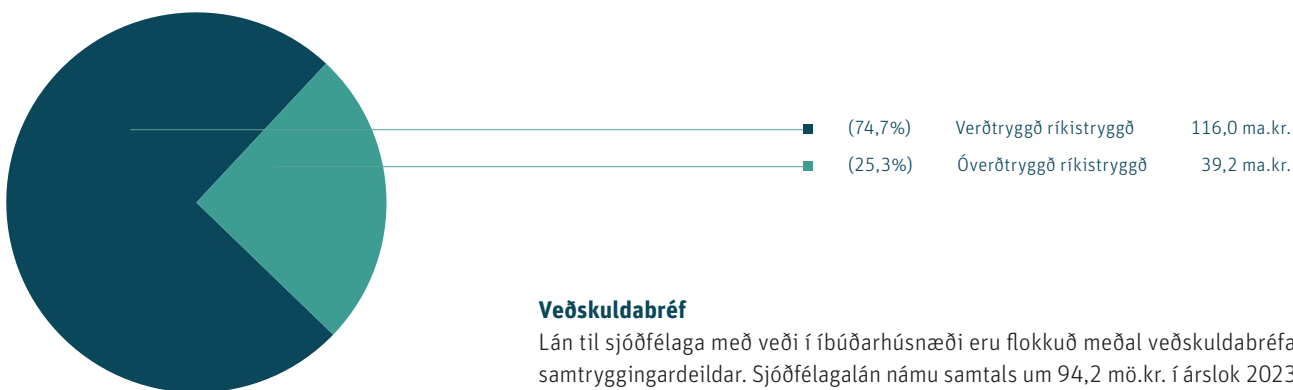 (74,7%) Verðtryggð ríkistryggð 116,0 ma.kr.
(25,3%) Óverðtryggð ríkistryggð 39,2 ma.kr.
Veðskuldabréf
Lán til sjóðfélaga með veði í íbúðarhúsnæði eru flokkuð meðal veðskuldabréfa
samtryggingardeildar. Sjóðfélagalán námu samtals um 94,2 mö.kr. í árslok 2023